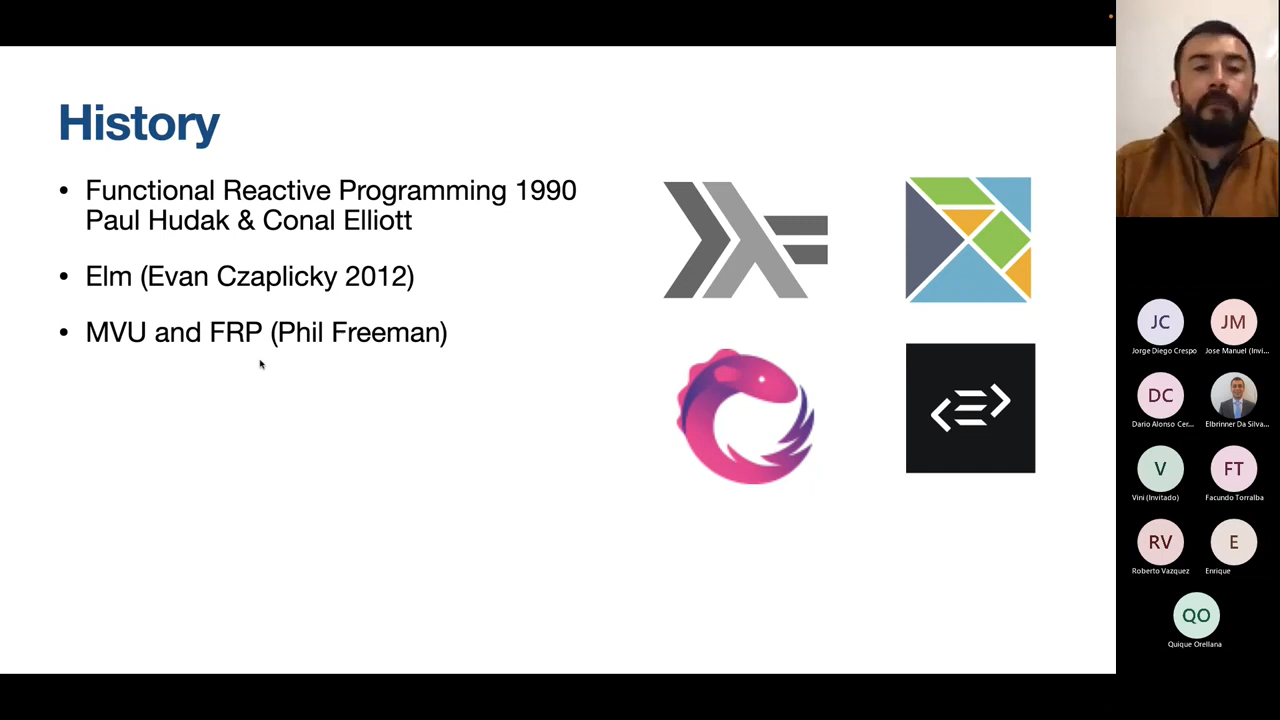 History
• Functional Reactive Programming 1990
Paul Hudak & Conal Elliott
• Elm (Evan Czaplicky 2012)
• MVU and FRP (Phil Freeman)
JC
JM
Jorge Diego Crespo
Jose Manuel (Invi...
DC
Dario Alonso Cer...
Elbrinner Da Silva...
V
FT
Vini (Invitado)
Facundo Torralba
RV
E
Roberto Vazquez
Enrique
QO
Quique Orellana